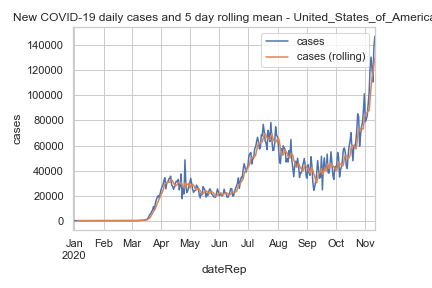 New COVID-19 daily cases and 5 day rolling mean - United_States_of_America
cases
cases (rolling)
140000
120000
100000
80000
60000
40000
20000
0
cases
Jan Feb Mar Apr May Jun Jul Aug Sep Oct Nov
2020
dateRep